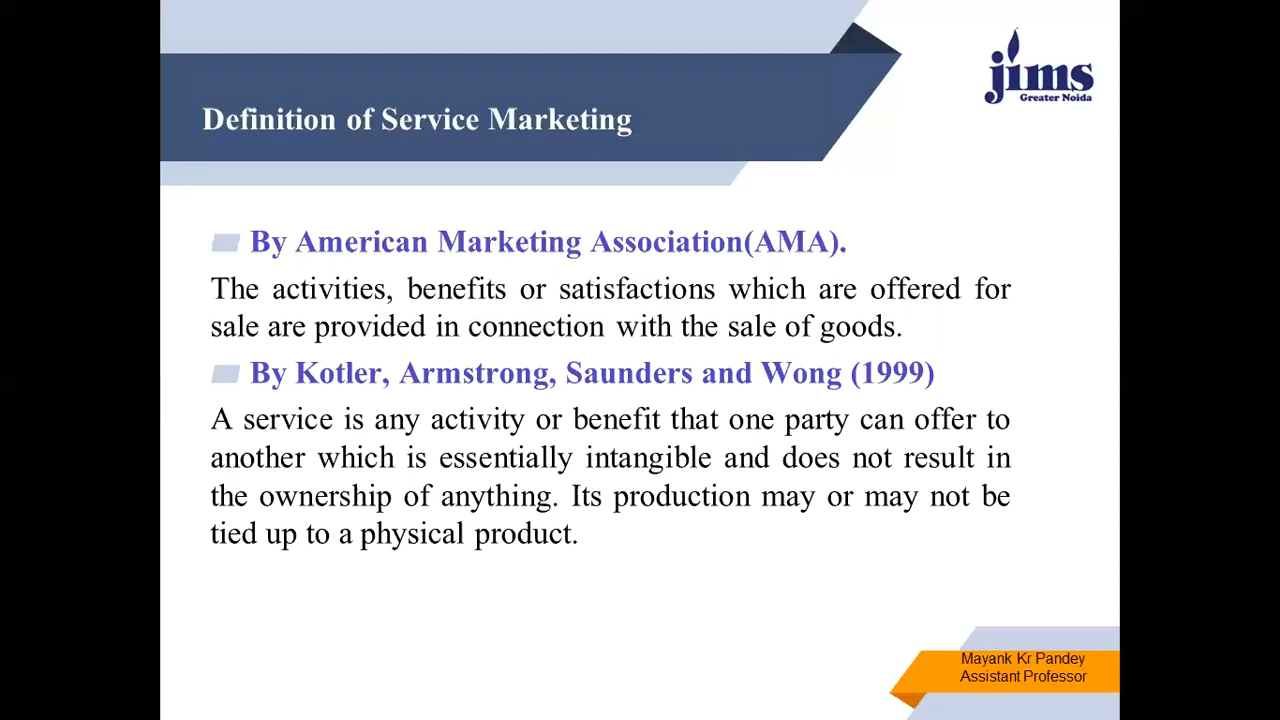 jims
Greater Noida
Definition of Service Marketing
By American Marketing Association(AMA).
The activities, benefits or satisfactions which are offered for
sale are provided in connection with the sale of goods.
By Kotler, Armstrong, Saunders and Wong (1999)
A service is any activity or benefit that one party can offer to
another which is essentially intangible and does not result in
the ownership of anything. Its production may or may not be
tied up to a physical product.
Mayank Kr Pandey
Assistant Professor